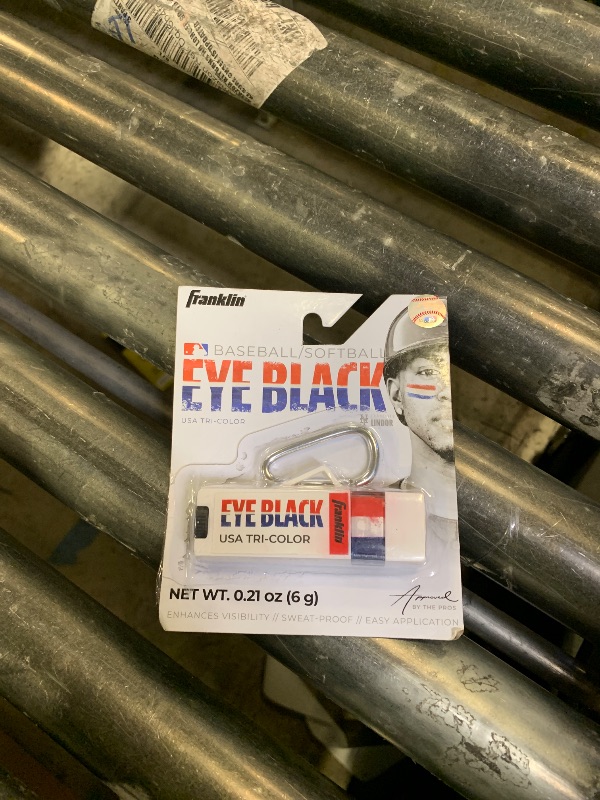 Franklin
BASEBALL/SOFTBALL
EYE BLACK
USA TRI-COLOR
LINDOR
EYE BLACK
USA TRI-COLOR
Franklin
NET WT. 0.21 oz (6 g)
Approved
BY THE PROS
ENHANCES VISIBILITY // SWEAT-PROOF // EASY APPLICATION